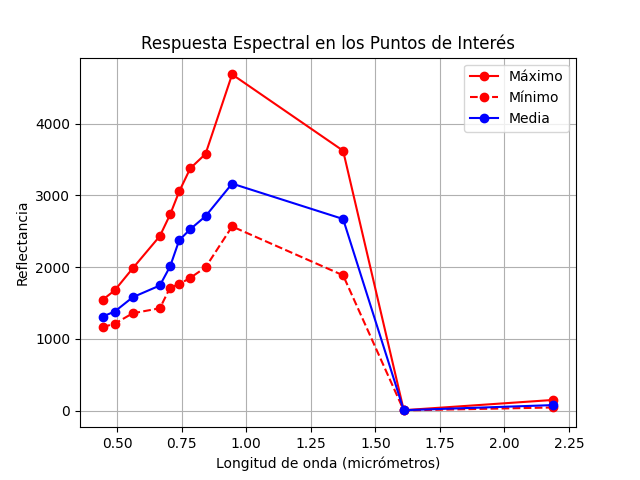 Respuesta Espectral en los Puntos de Interés
Máximo
Mínimo
Media
Reflectancia
4000
3000
2000
1000
0
0.50 0.75 1.00 1.25 1.50 1.75 2.00 2.25
Longitud de onda (micrómetros)